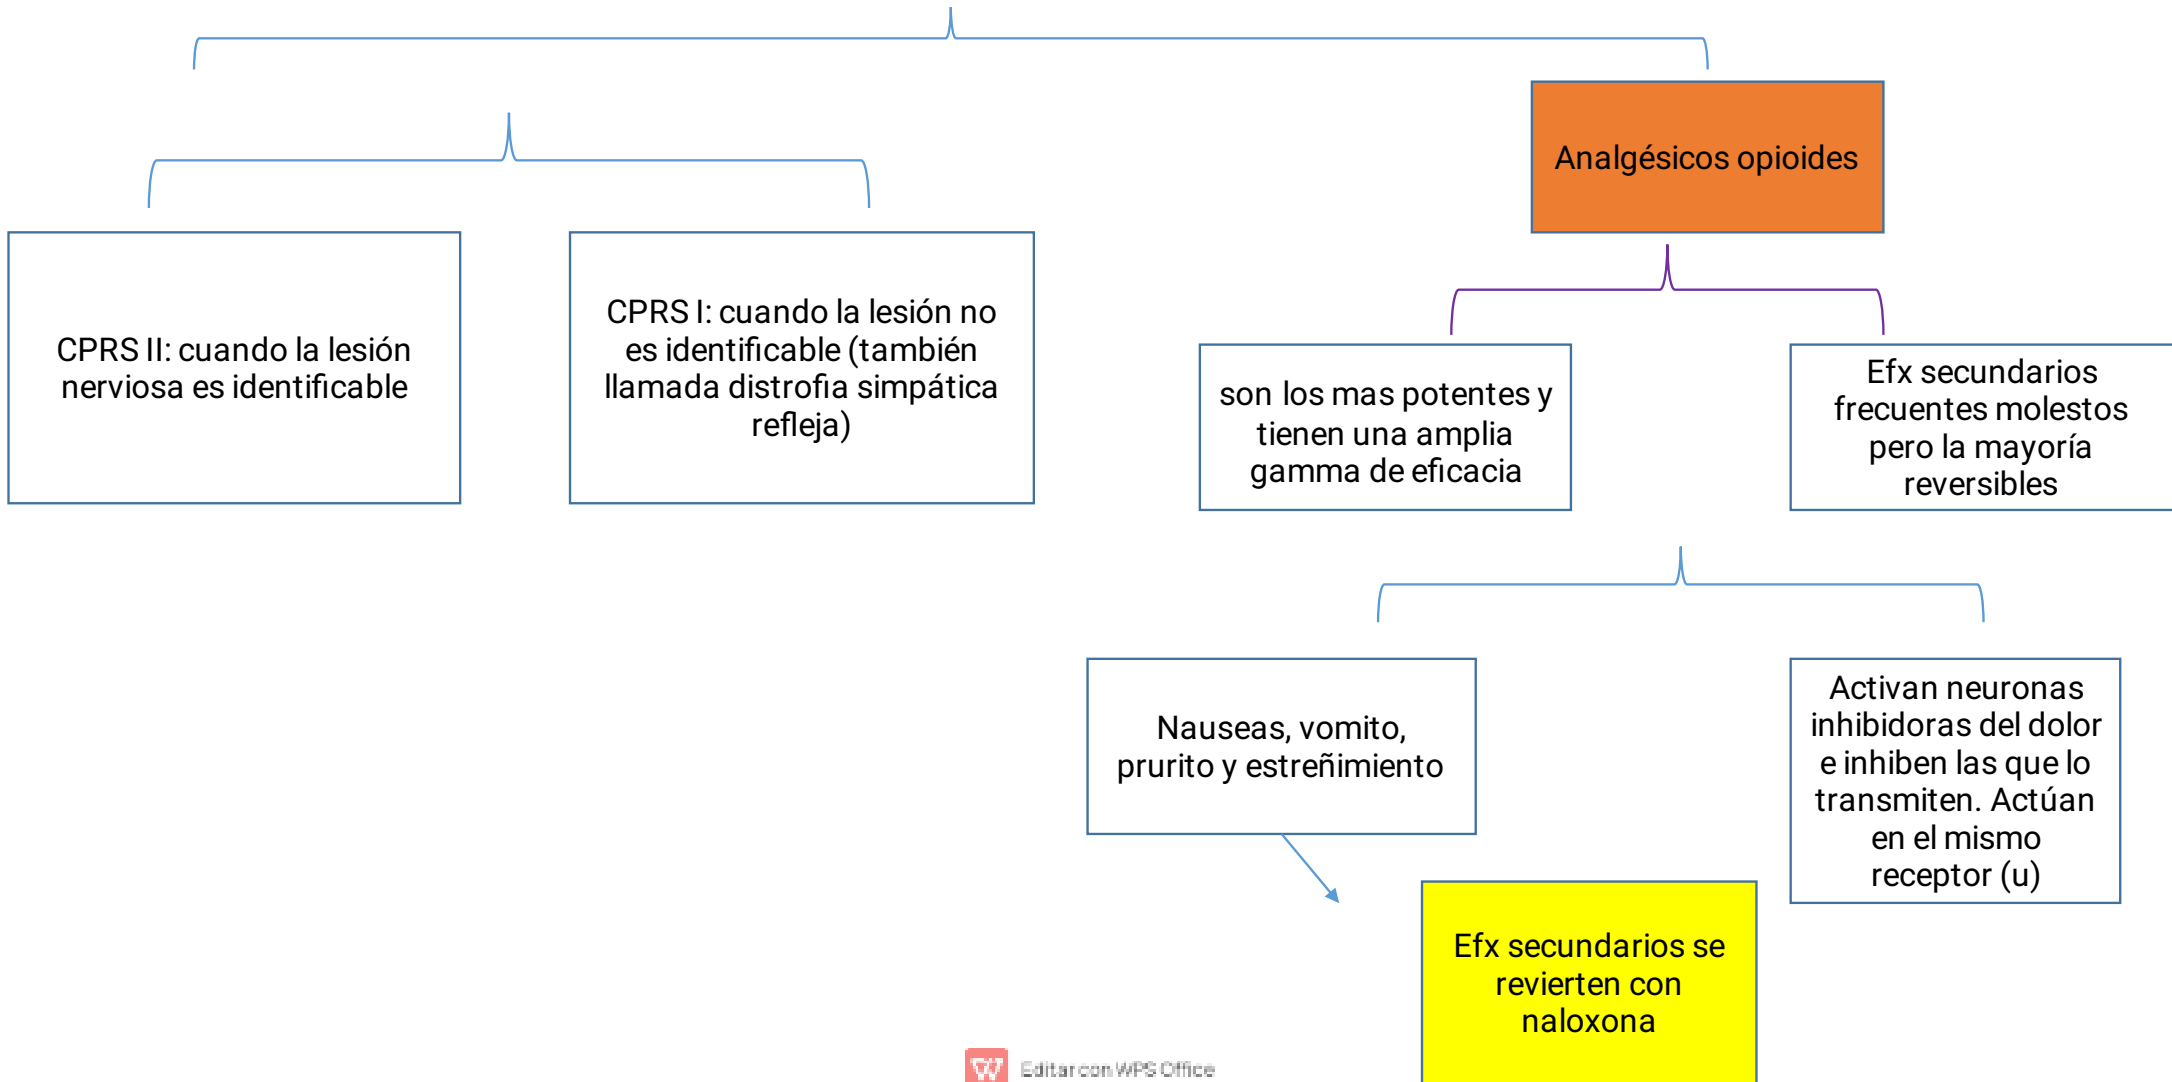 Analgésicos opioides
CPRS II: cuando la lesión
nerviosa es identificable
CPRS I: cuando la lesión no
es identificable (también
llamada distrofia simpática
refleja)
son los mas potentes y
tienen una amplia
gamma de eficacia
Efx secundarios
frecuentes molestos
pero la mayoría
reversibles
Nauseas, vomito,
prurito y estreñimiento
Activan neuronas
inhibidoras del dolor
e inhiben las que lo
transmiten. Actúan
en el mismo
receptor (u)
Efx secundarios se
revierten con
naloxona
Editar con WPS Office